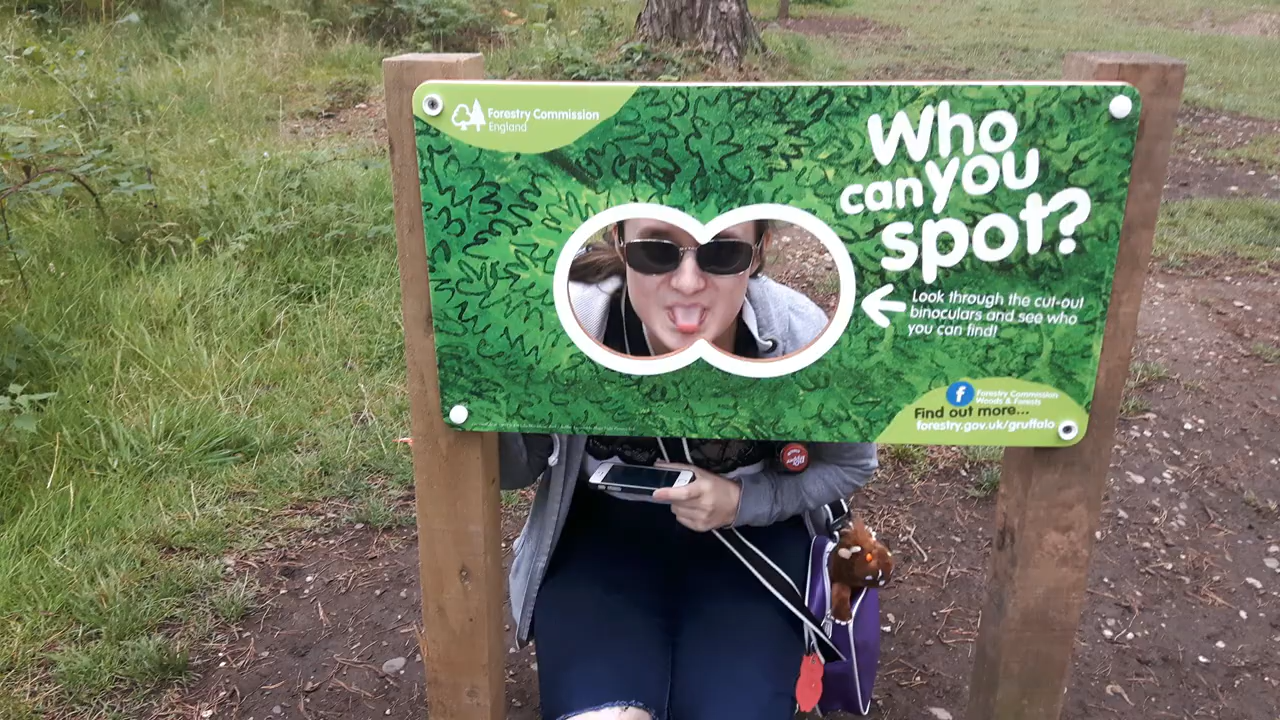 Forestry Commission
England
Who
can you
spot?
Look through the cut-out
binoculars and see who
you can find!
f
Forestry Commission
Woods & Forests
Find out more...
forestry.gov.uk/gruffalo